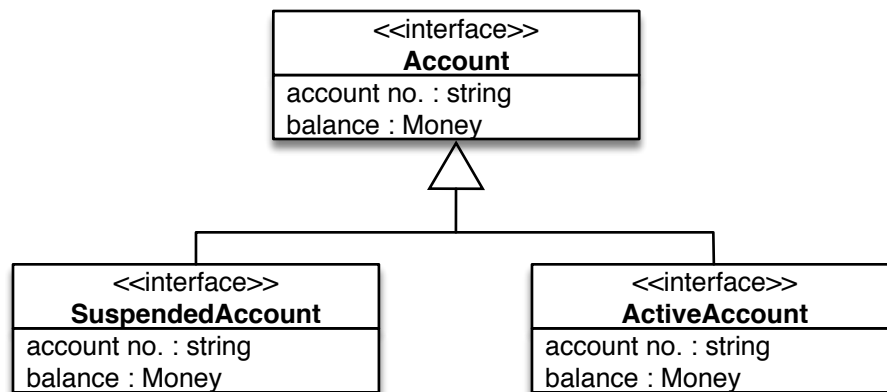 <<interface>>
Account
account no. : string
balance : Money
<<interface>>
SuspendedAccount
account no. : string
balance : Money
<<interface>>
ActiveAccount
account no. : string
balance : Money